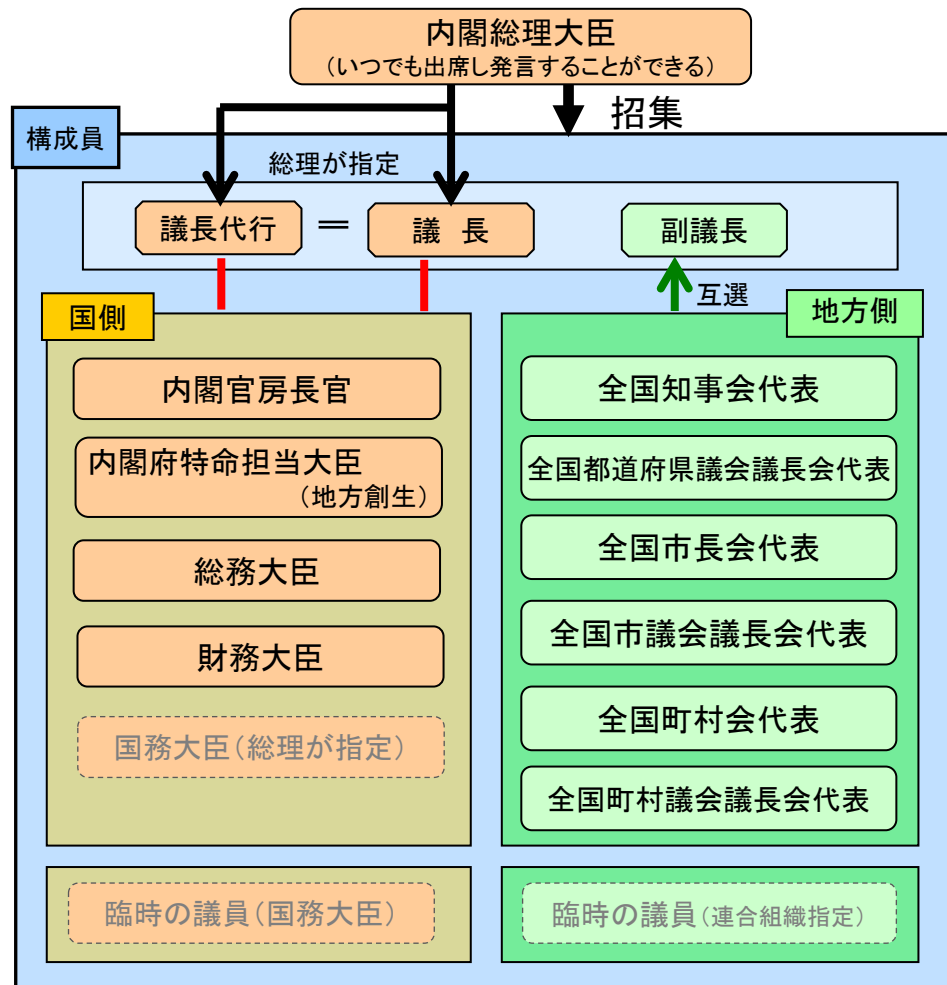 内閣総理大臣
（いつでも出席し発言することができる）
招集
構成員
総理が指定
議長代行
＝
議 長
副議長
互選
国側
内閣官房長官
内閣府特命担当大臣
（地方創生）
総務大臣
財務大臣
国務大臣（総理が指定）
臨時の議員（国務大臣）
地方側
全国知事会代表
全国都道府県議会議長会代表
全国市長会代表
全国市議会議長会代表
全国町村会代表
全国町村議会議長会代表
臨時の議員（連合組織指定）